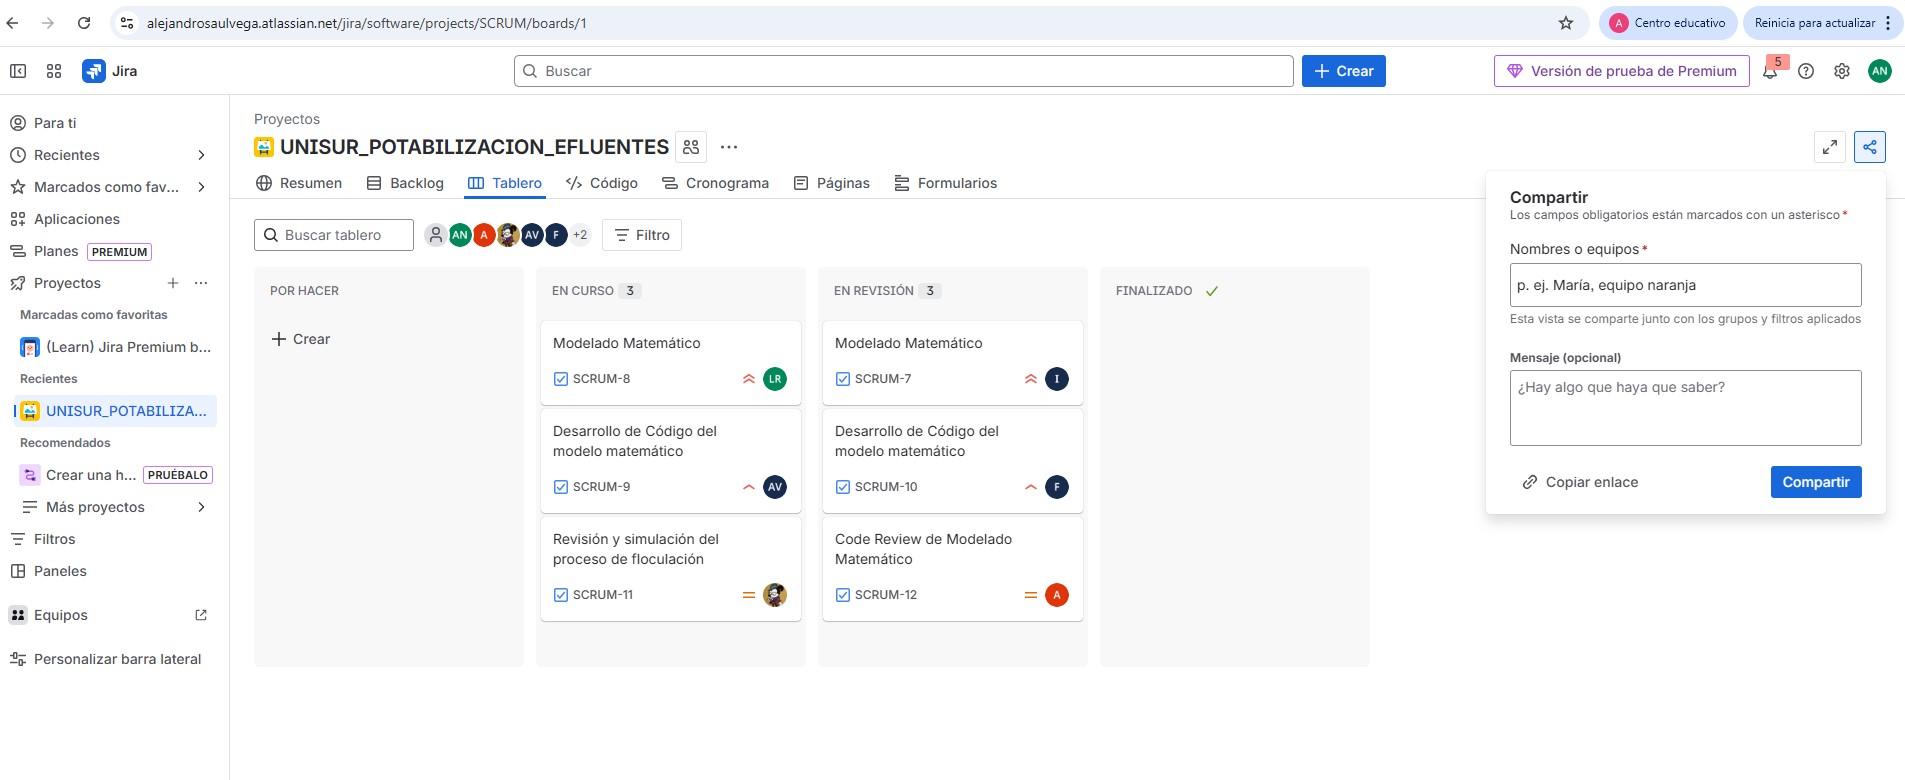 alejandrosaulvega.atlassian.net/jira/software/projects/SCRUM/boards/1
A Centro educativo
Reinicia para actualizar
Jira
Buscar
Crear
Versión de prueba de Premium
5
AN
Para ti
Recientes
Marcados como fav...
Aplicaciones
Planes PREMIUM
Proyectos
Marcadas como favoritas
(Learn) Jira Premium b...
Recientes
UNISUR_POTABILIZA...
Recomendados
Crear una h... PRUÉBALO
Más proyectos
Filtros
Paneles
Equipos
Personalizar barra lateral
Proyectos
UNISUR_POTABILIZACION_EFLUENTES
Resumen
Backlog
Tablero
Código
Cronograma
Páginas
Formularios
Buscar tablero
AN A AV F +2
Filtro
POR HACER
Crear
EN CURSO 3
Modelado Matemático
SCRUM-8 LR
Desarrollo de Código del
modelo matemático
SCRUM-9 AV
Revisión y simulación del
proceso de floculación
SCRUM-11
EN REVISIÓN 3
Modelado Matemático
SCRUM-7 I
Desarrollo de Código del
modelo matemático
SCRUM-10 F
Code Review de Modelado
Matemático
SCRUM-12 A
FINALIZADO
Compartir
Los campos obligatorios están marcados con un asterisco *
Nombres o equipos *
p. ej. María, equipo naranja
Esta vista se comparte junto con los grupos y filtros aplicados
Mensaje (opcional)
¿Hay algo que haya que saber?
Copiar enlace
Compartir